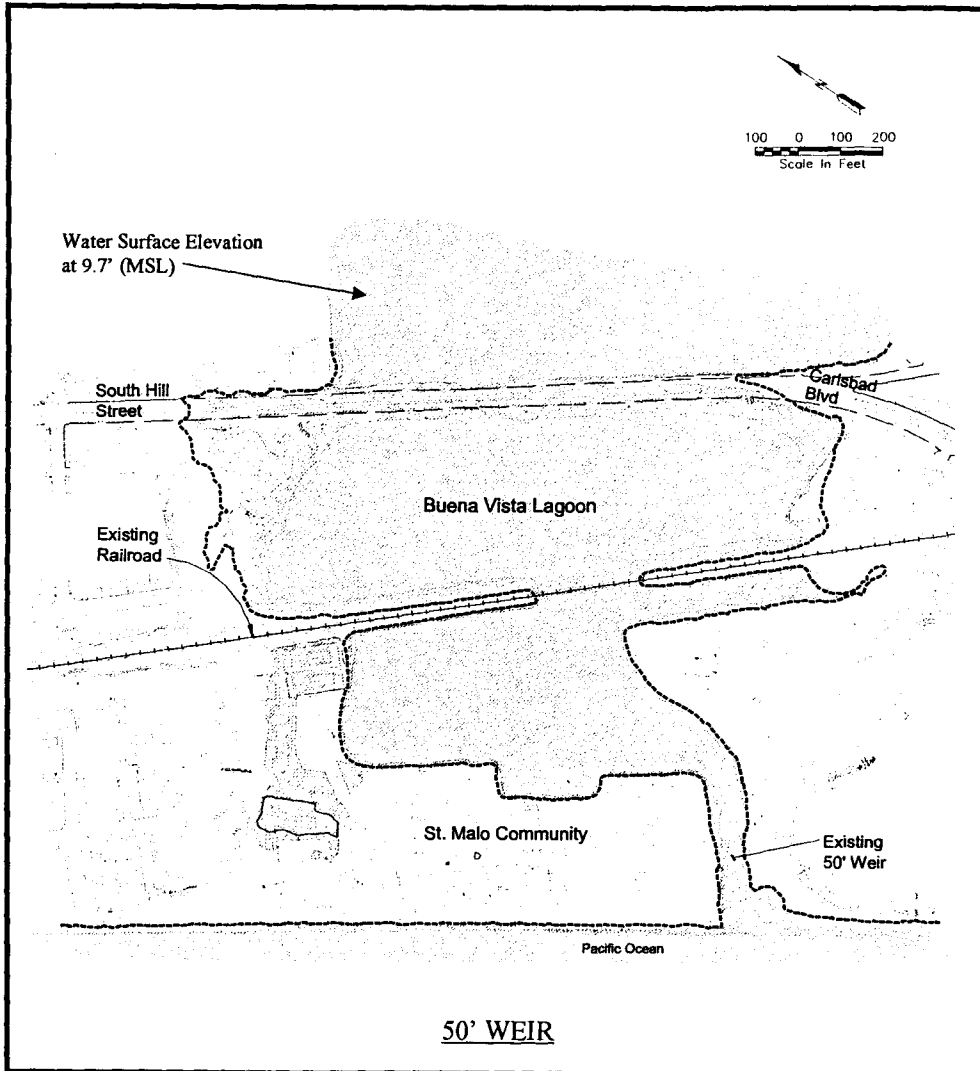 N
100 0 100 200
Scale In Feet
Water Surface Elevation
at 9.7' (MSL)
South Hill
Street
Carlsbad
Blvd
Buena Vista Lagoon
Existing
Railroad
St. Malo Community
Existing
50' Weir
Pacific Ocean
50' WEIR